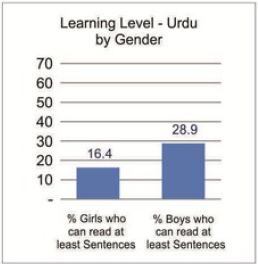 Learning Level - Urdu
by Gender
70
60
50
40
30
20
10
-
16.4
28.9
% Girls who
can read at
least Sentences
% Boys who
can read at
least Sentences